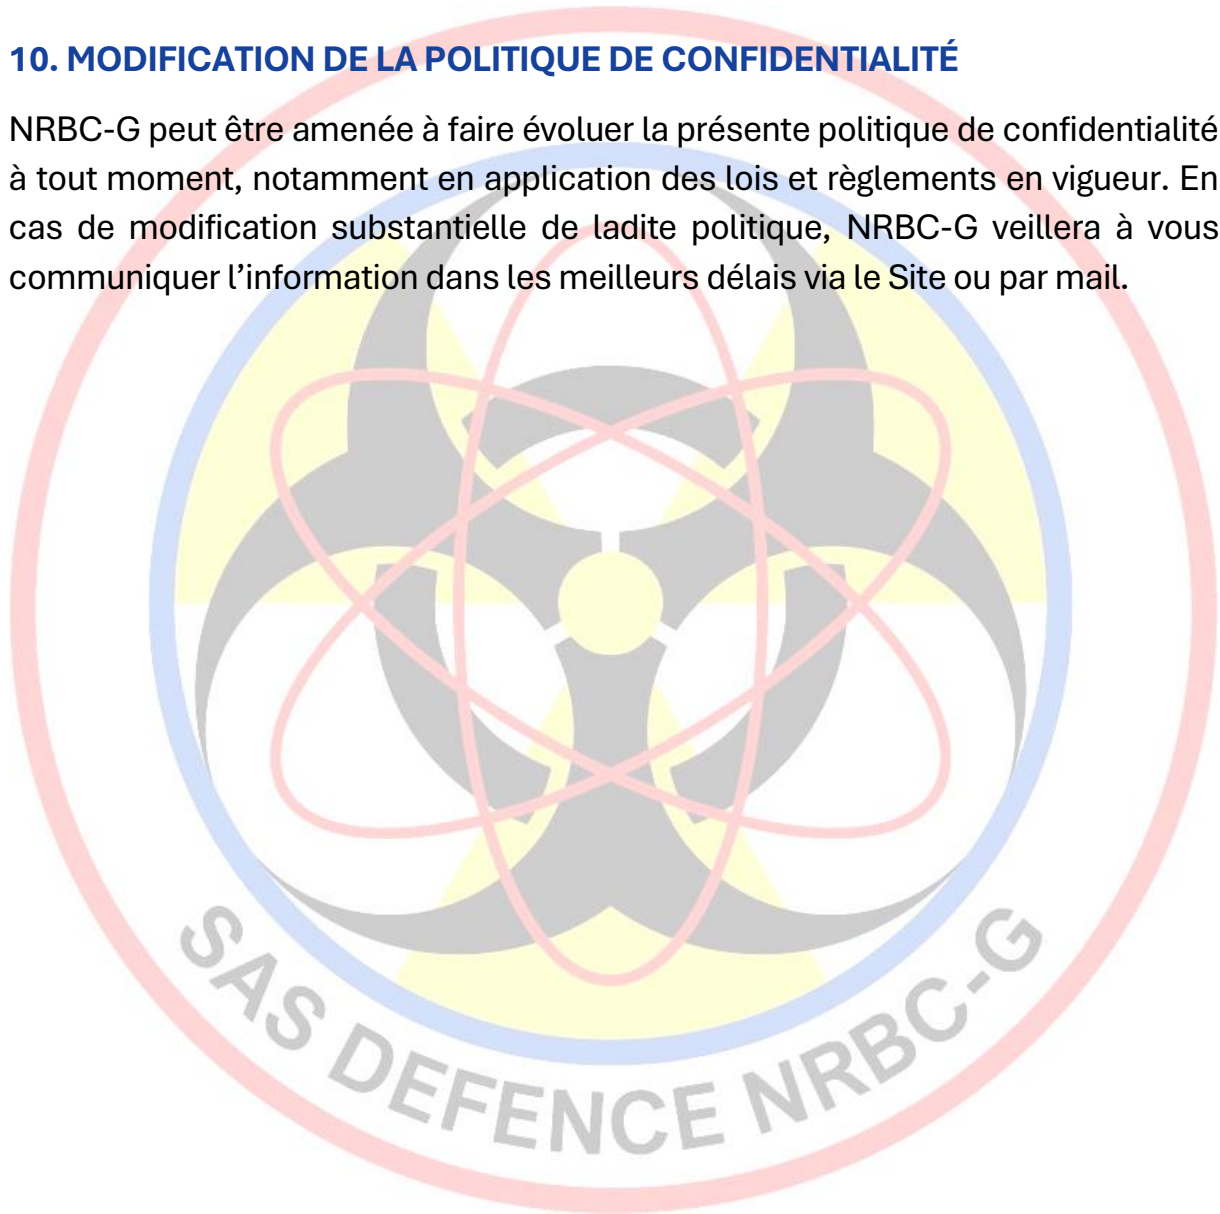 10. MODIFICATION DE LA POLITIQUE DE CONFIDENTIALITÉ
NRBC-G peut être amenée à faire évoluer la présente politique de confidentialité
à tout moment, notamment en application des lois et règlements en vigueur. En
cas de modification substantielle de ladite politique, NRBC-G veillera à vous
communiquer l’information dans les meilleurs délais via le Site ou par mail.
SAS DEFENCE NRBC-G